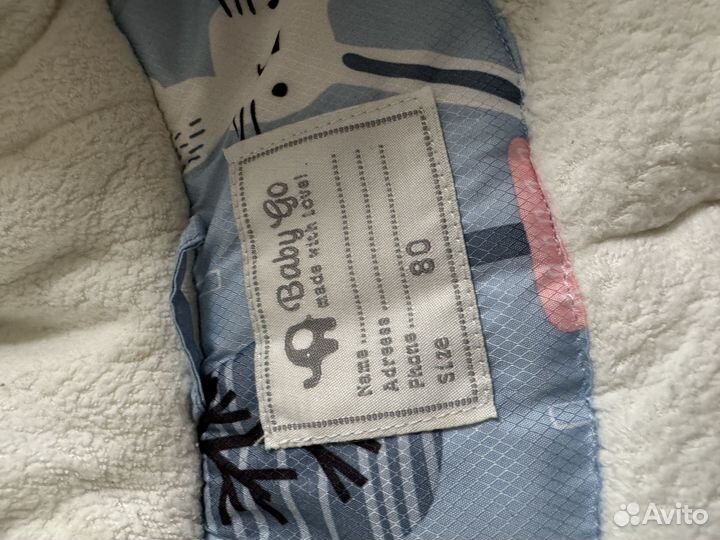 Baby Go
made with love!
Name
Adress
Phone
Size 80
Avito